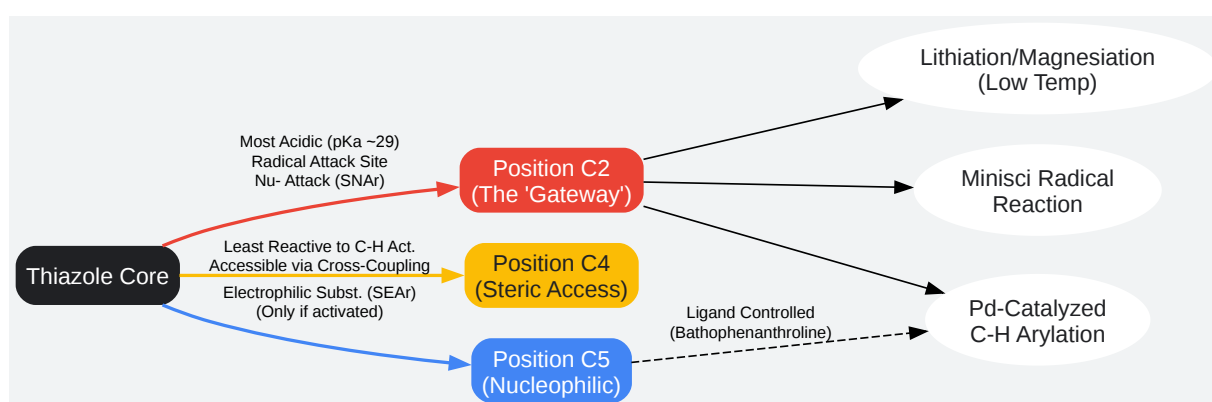 Lithiation/Magnesiation
(Low Temp)
Most Acidic (pKa ~29)
Radical Attack Site
Nu- Attack (SNAr)
Position C2
(The 'Gateway')
Minisci Radical
Reaction
Thiazole Core
Least Reactive to C-H Act.
Accessible via Cross-Coupling
Position C4
(Steric Access)
Electrophilic Subst. (SEAr)
(Only if activated)
Ligand Controlled
(Bathophenanthroline)
Pd-Catalyzed
C-H Arylation
Position C5
(Nucleophilic)